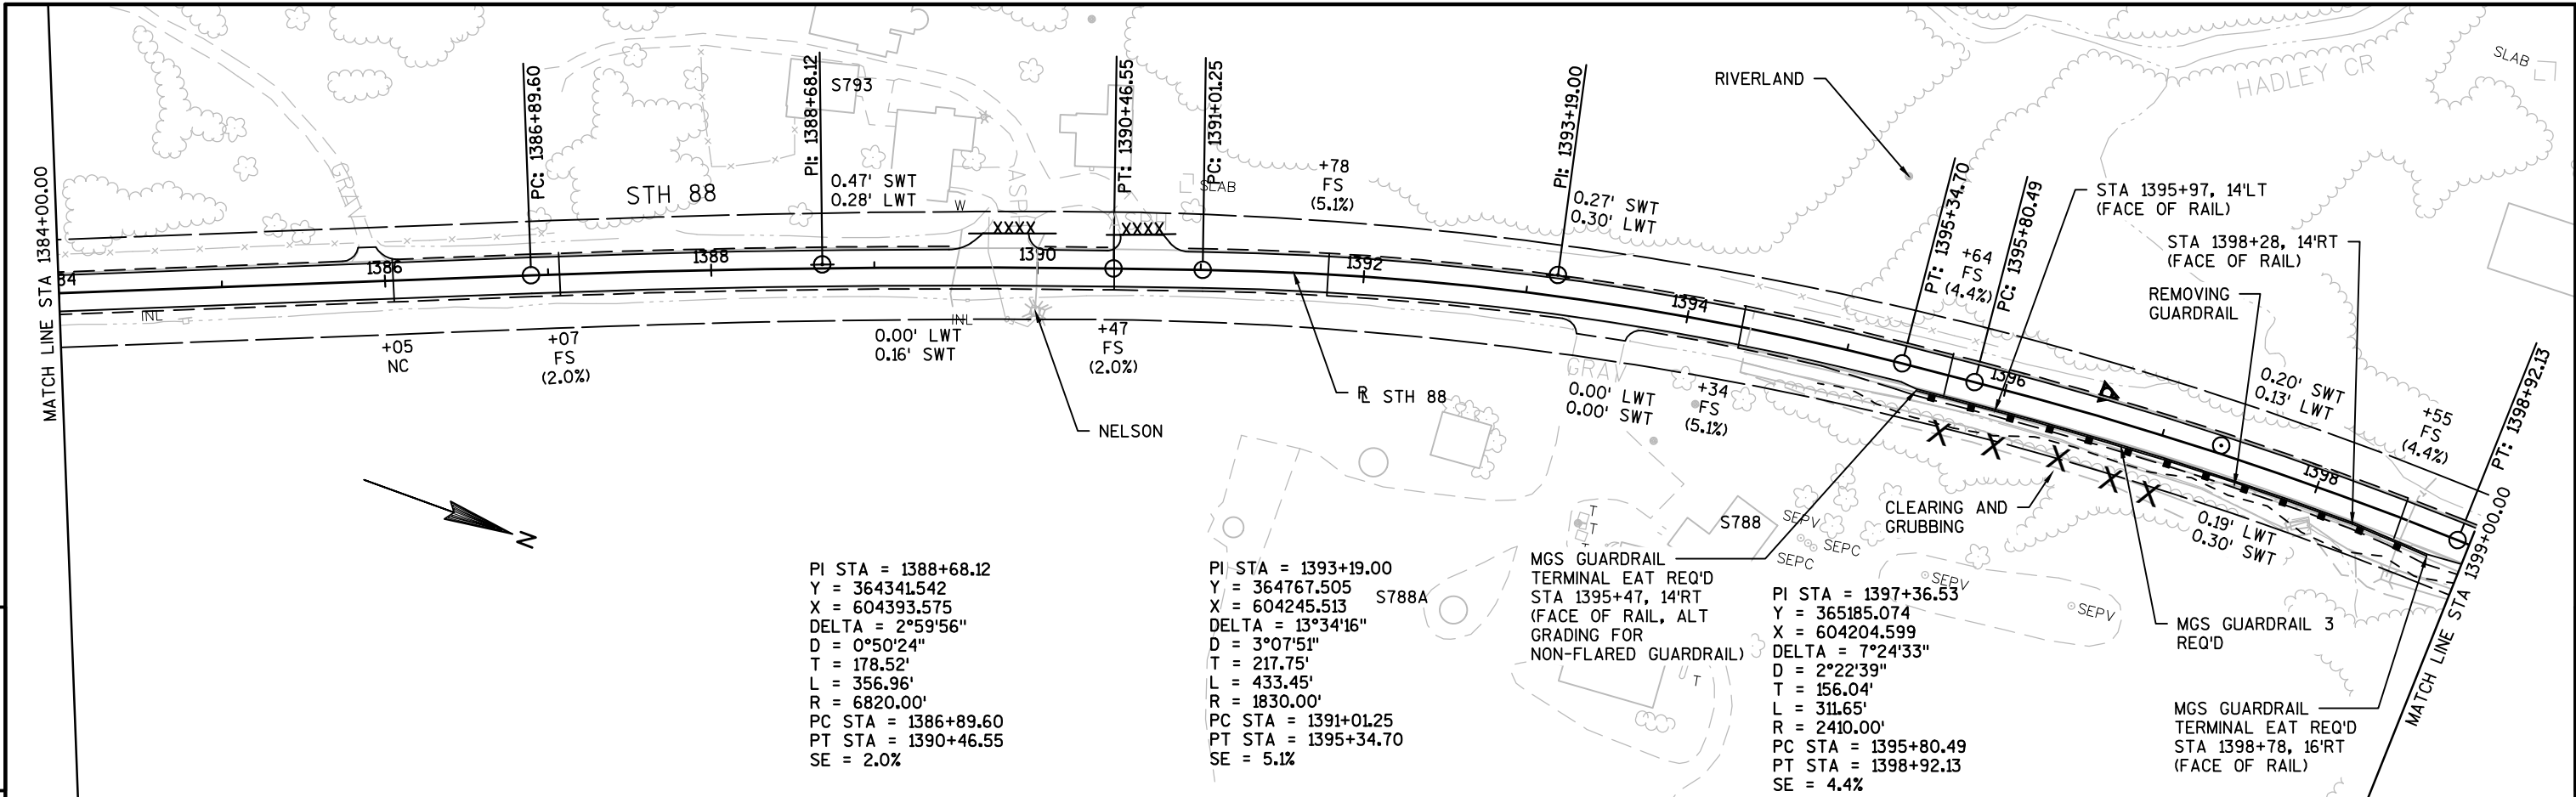 MATCH LINE STA 1384+00.00
84
GRAV
1386
INL
+05
NC
PC: 1386+89.60
+07
FS
(2.0%)
STH 88
1388
PI: 1388+68.12
S793
0.47' SWT
0.28' LWT
0.00' LWT
0.16' SWT
W
INL
XXXX
1390
ASPH
XXXX
+47
FS
(2.0%)
NELSON
PT: 1390+46.55
PC: 1391+01.25
SLAB
+78
FS
(5.1%)
1392
STH 88
PI: 1393+19.00
0.27' SWT
0.30' LWT
GRAV
0.00' LWT
0.00' SWT
+34
FS
(5.1%)
1394
RIVERLAND
HADLEY CR
SLAB
PT: 1395+34.70
+64
FS
(4.4%)
PC: 1395+80.49
1396
STA 1395+97, 14'LT
(FACE OF RAIL)
STA 1398+28, 14'RT
(FACE OF RAIL)
REMOVING
GUARDRAIL
0.20' SWT
0.13' LWT
+55
FS
(4.4%)
1398
PT: 1398+92.13
X X X X X
0.19' LWT
0.30' SWT
CLEARING AND
GRUBBING
MATCH LINE STA 1399+00.00
N
S788
S788A
T
T
T
SEPV
SEPC
SEPC
SEPV
SEPV
T
PI STA = 1388+68.12
Y = 364341.542
X = 604393.575
DELTA = 2°59'56"
D = 0°50'24"
T = 178.52'
L = 356.96'
R = 6820.00'
PC STA = 1386+89.60
PT STA = 1390+46.55
SE = 2.0%
PI STA = 1393+19.00
Y = 364767.505
X = 604245.513
DELTA = 13°34'16"
D = 3°07'51"
T = 217.75'
L = 433.45'
R = 1830.00'
PC STA = 1391+01.25
PT STA = 1395+34.70
SE = 5.1%
MGS GUARDRAIL
TERMINAL EAT REQ'D
STA 1395+47, 14'RT
(FACE OF RAIL, ALT
GRADING FOR
NON-FLARED GUARDRAIL)
PI STA = 1397+36.53
Y = 365185.074
X = 604204.599
DELTA = 7°24'33"
D = 2°22'39"
T = 156.04'
L = 311.65'
R = 2410.00'
PC STA = 1395+80.49
PT STA = 1398+92.13
SE = 4.4%
MGS GUARDRAIL 3
REQ'D
MGS GUARDRAIL
TERMINAL EAT REQ'D
STA 1398+78, 16'RT
(FACE OF RAIL)